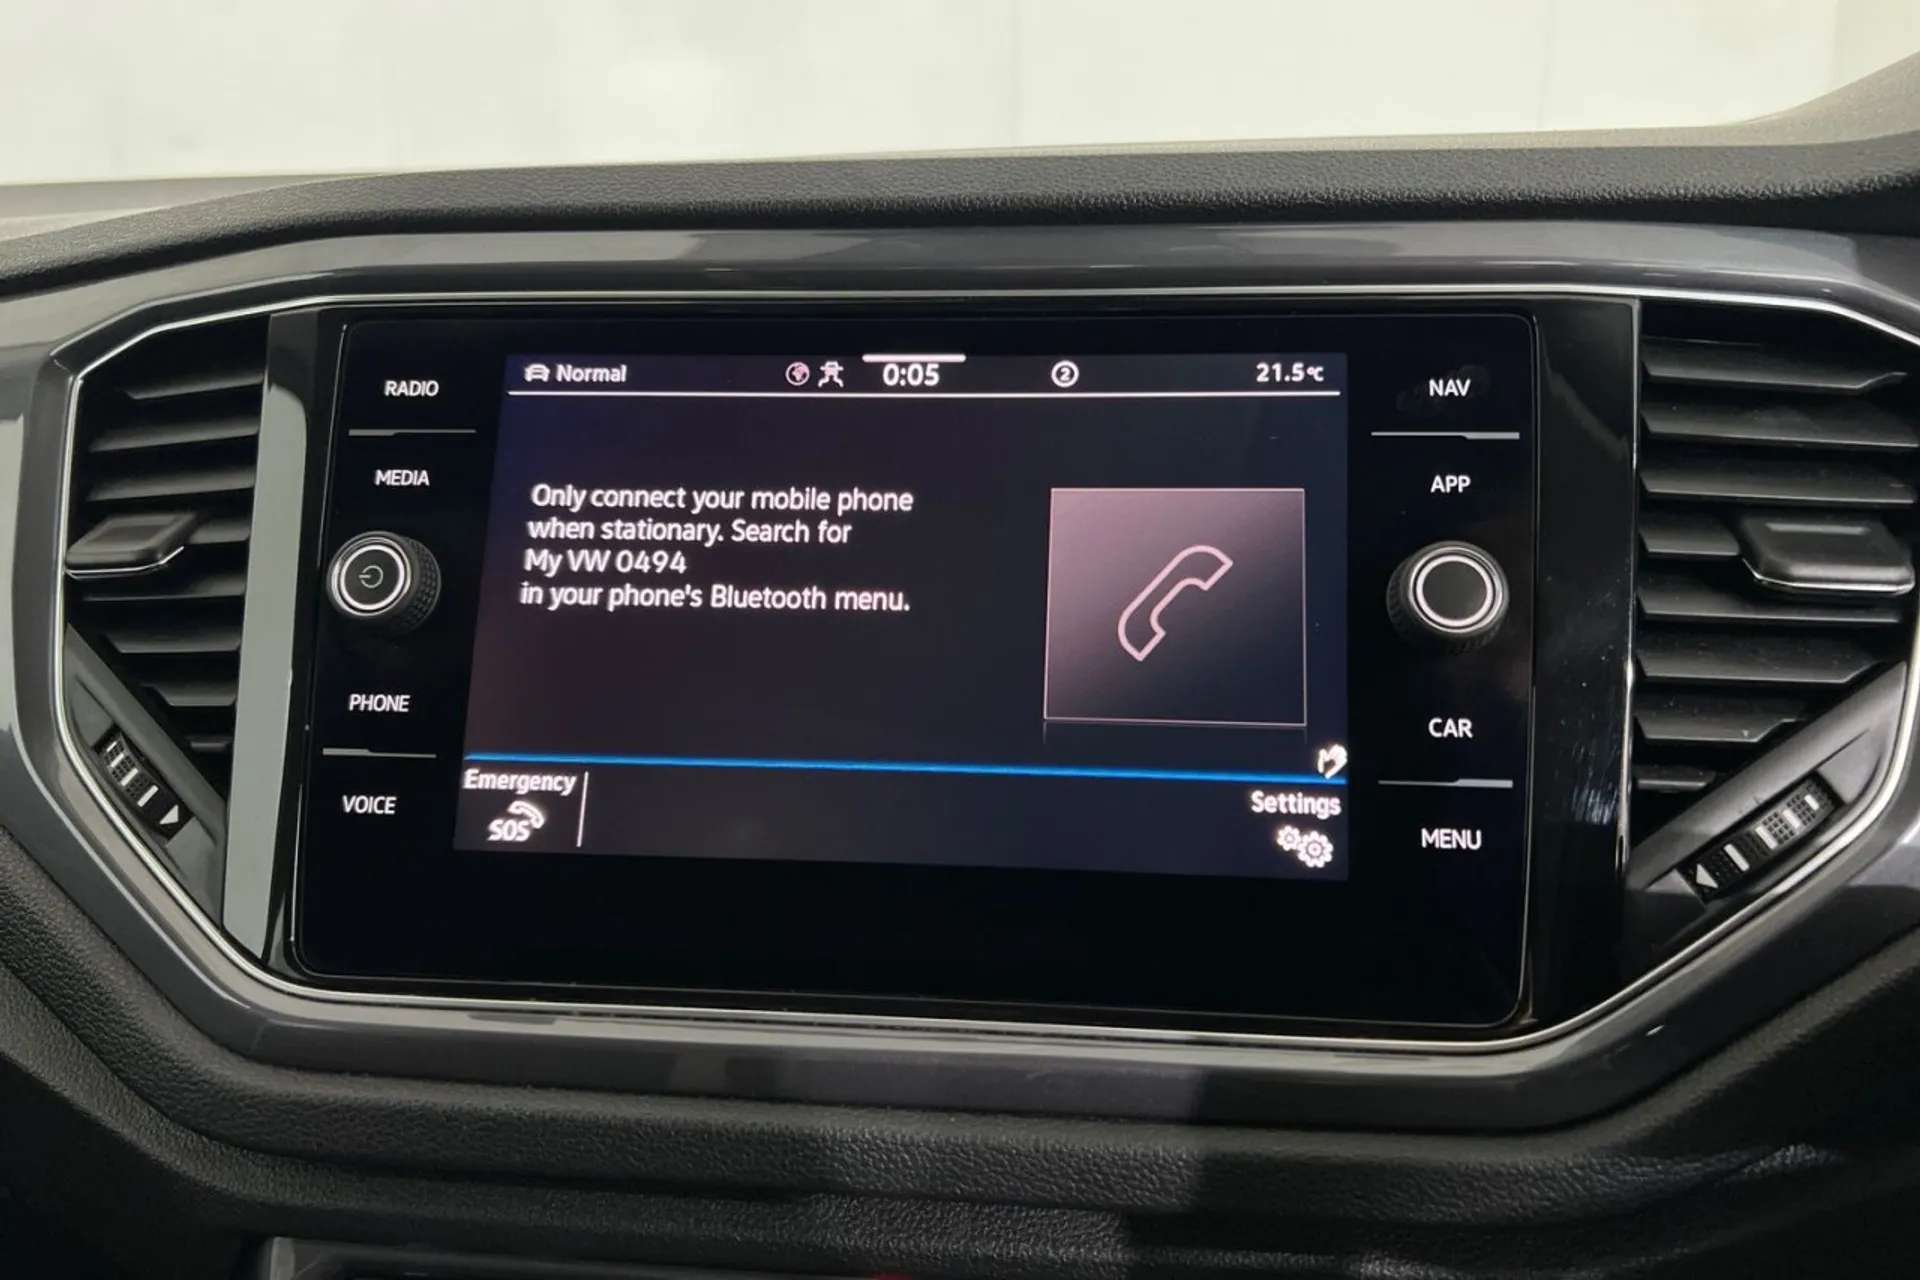 RADIO
MEDIA
PHONE
VOICE
Normal
0:05
2
21.5°C
Only connect your mobile phone
when stationary. Search for
My VW 0494
in your phone's Bluetooth menu.
Emergency
SOS
Settings
NAV
APP
CAR
MENU